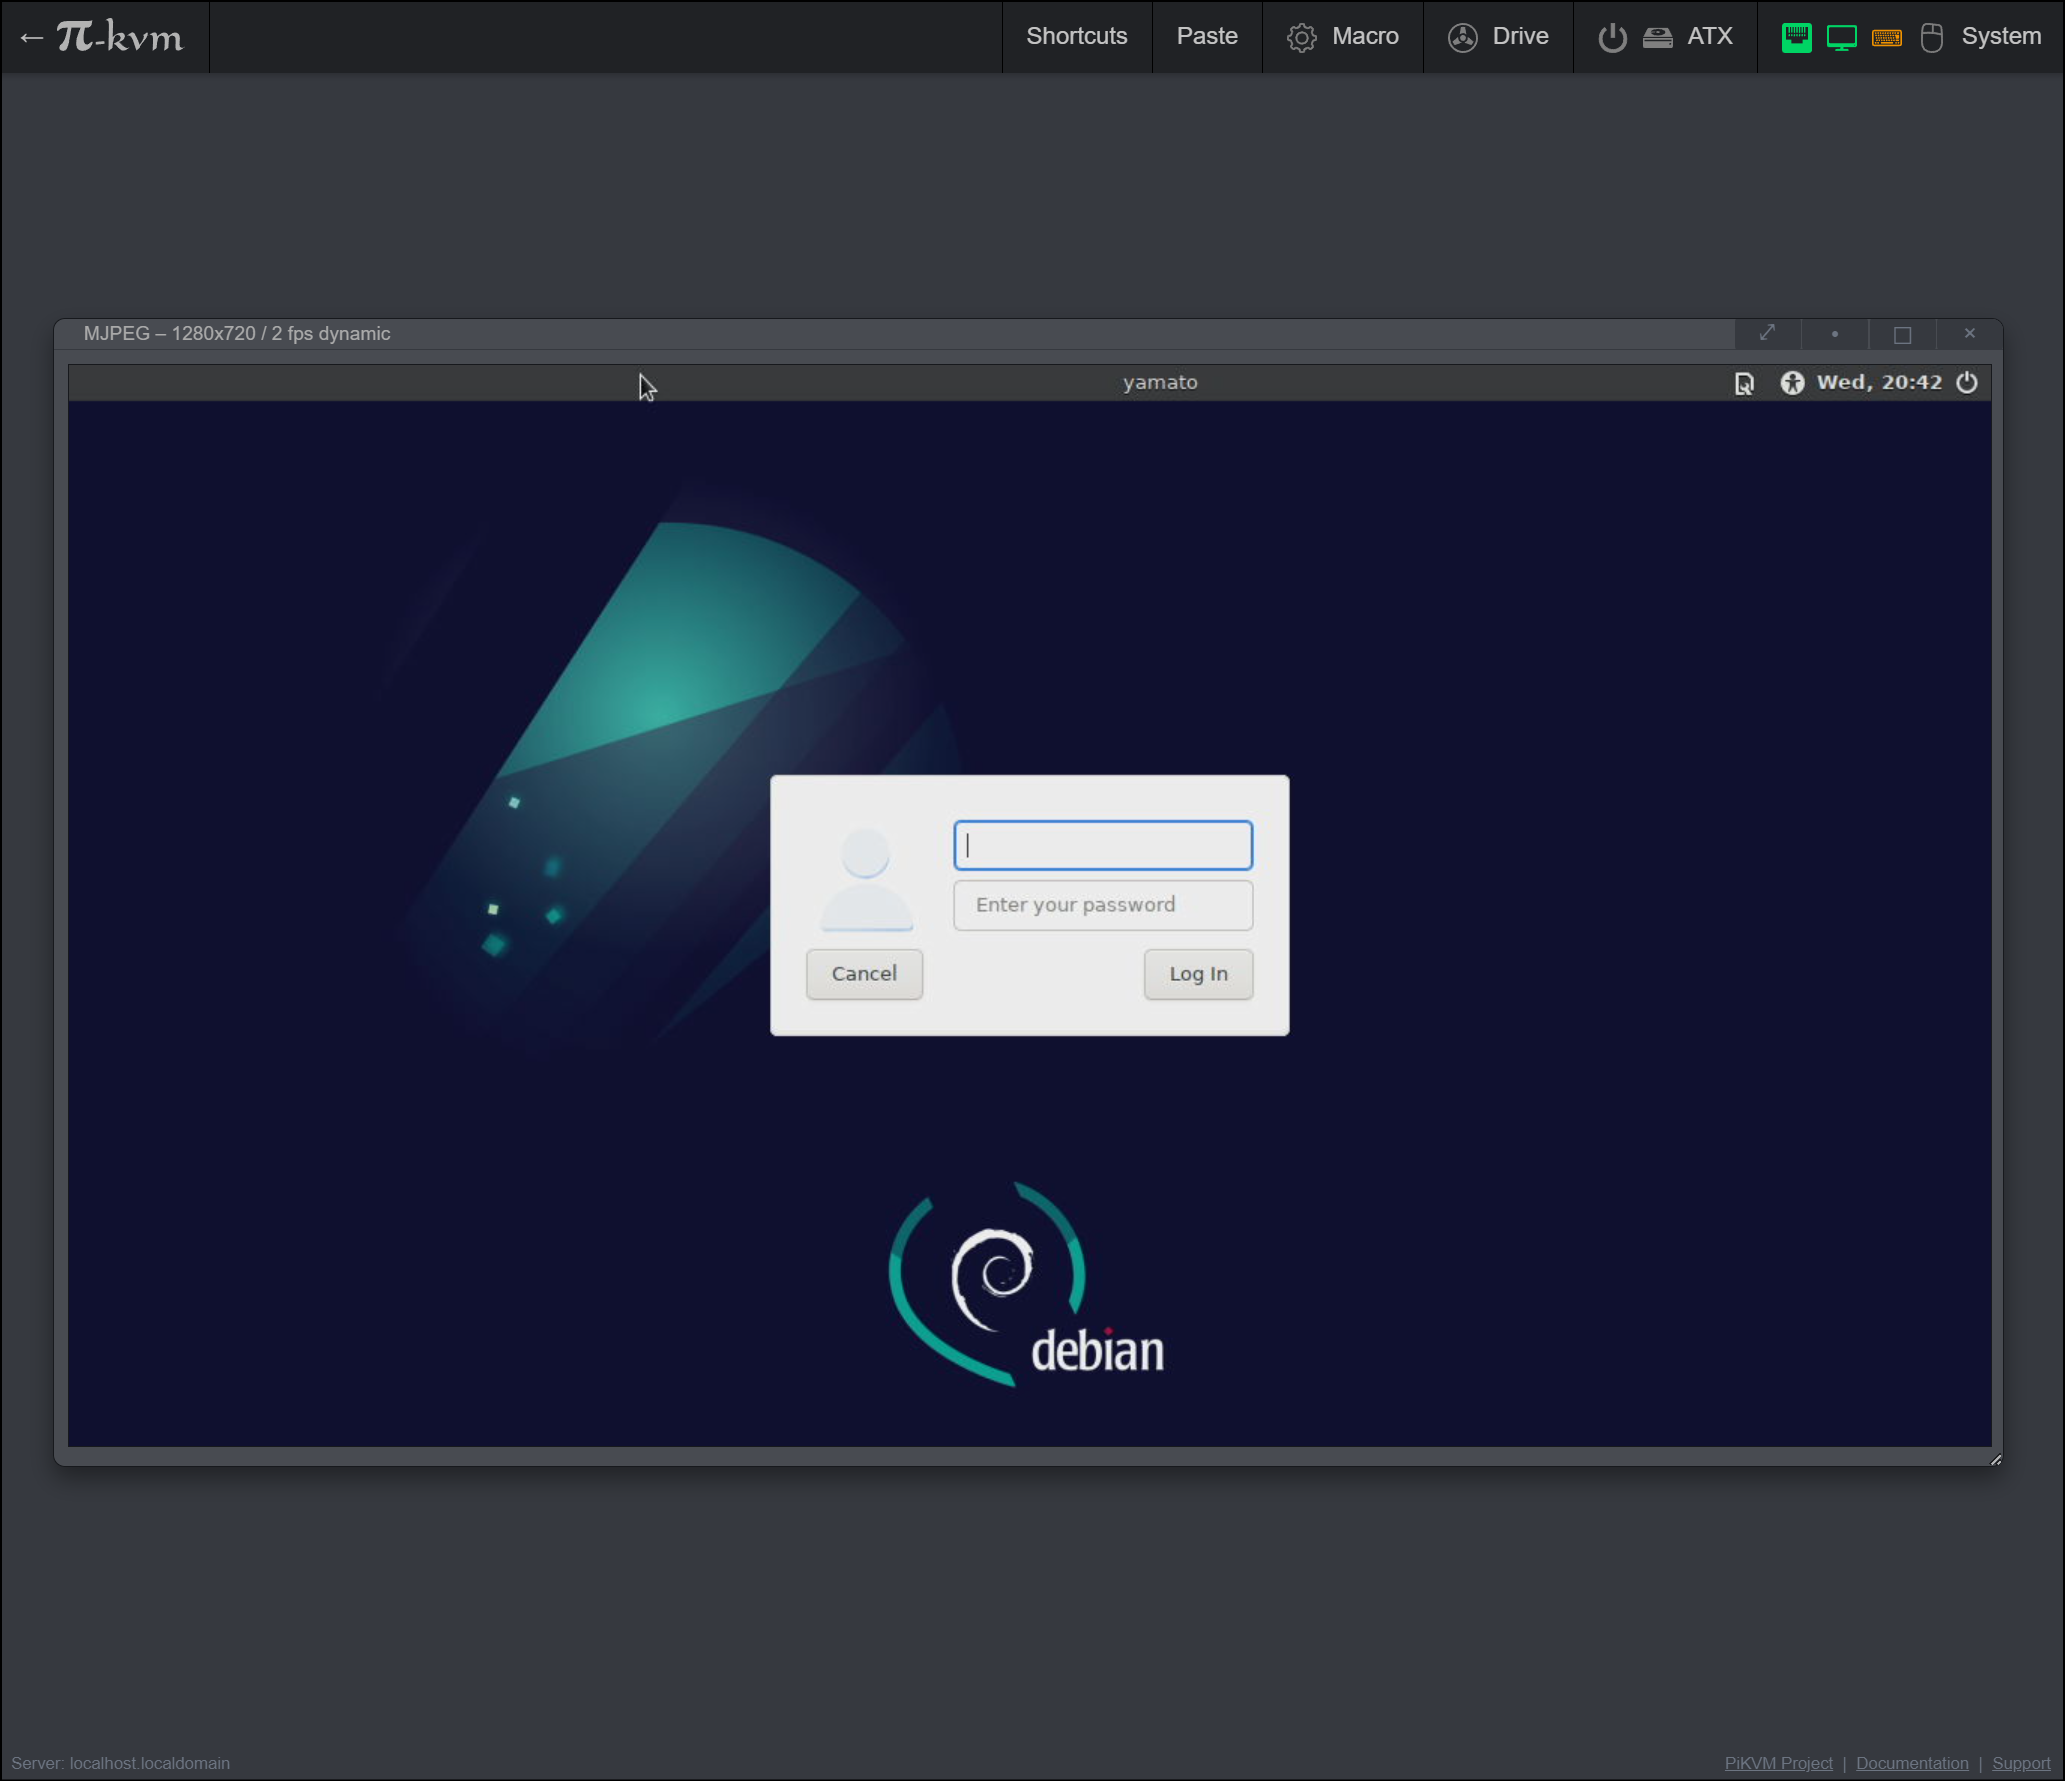 ← π-kvm
Shortcuts
Paste
Macro
Drive
ATX
System
MJPEG – 1280x720 / 2 fps dynamic
yamato
Wed, 20:42
Enter your password
Cancel
Log In
debian
Server: localhost.localdomain
PiKVM Project | Documentation | Support